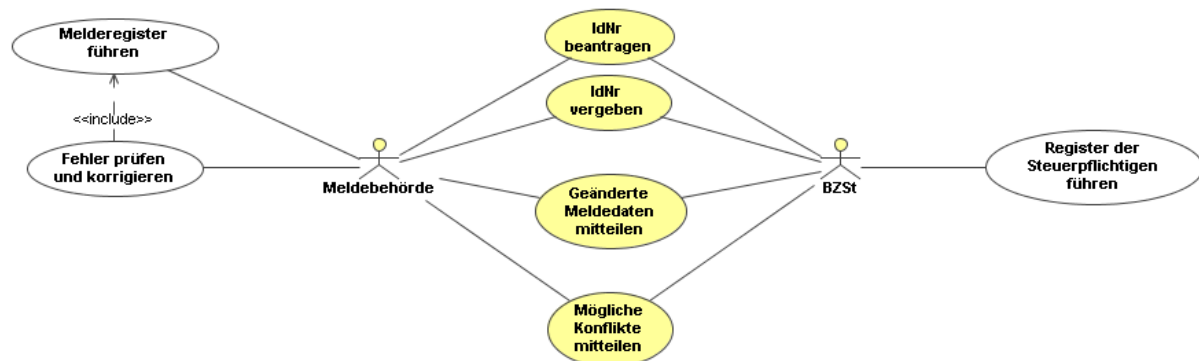 Melderegister
führen
<<include>>
Fehler prüfen
und korrigieren
Meldebehörde
IdNr
beantragen
IdNr
vergeben
Geänderte
Meldedaten
mitteilen
Mögliche
Konflikte
mitteilen
BZSt
Register der
Steuerpflichtigen
führen